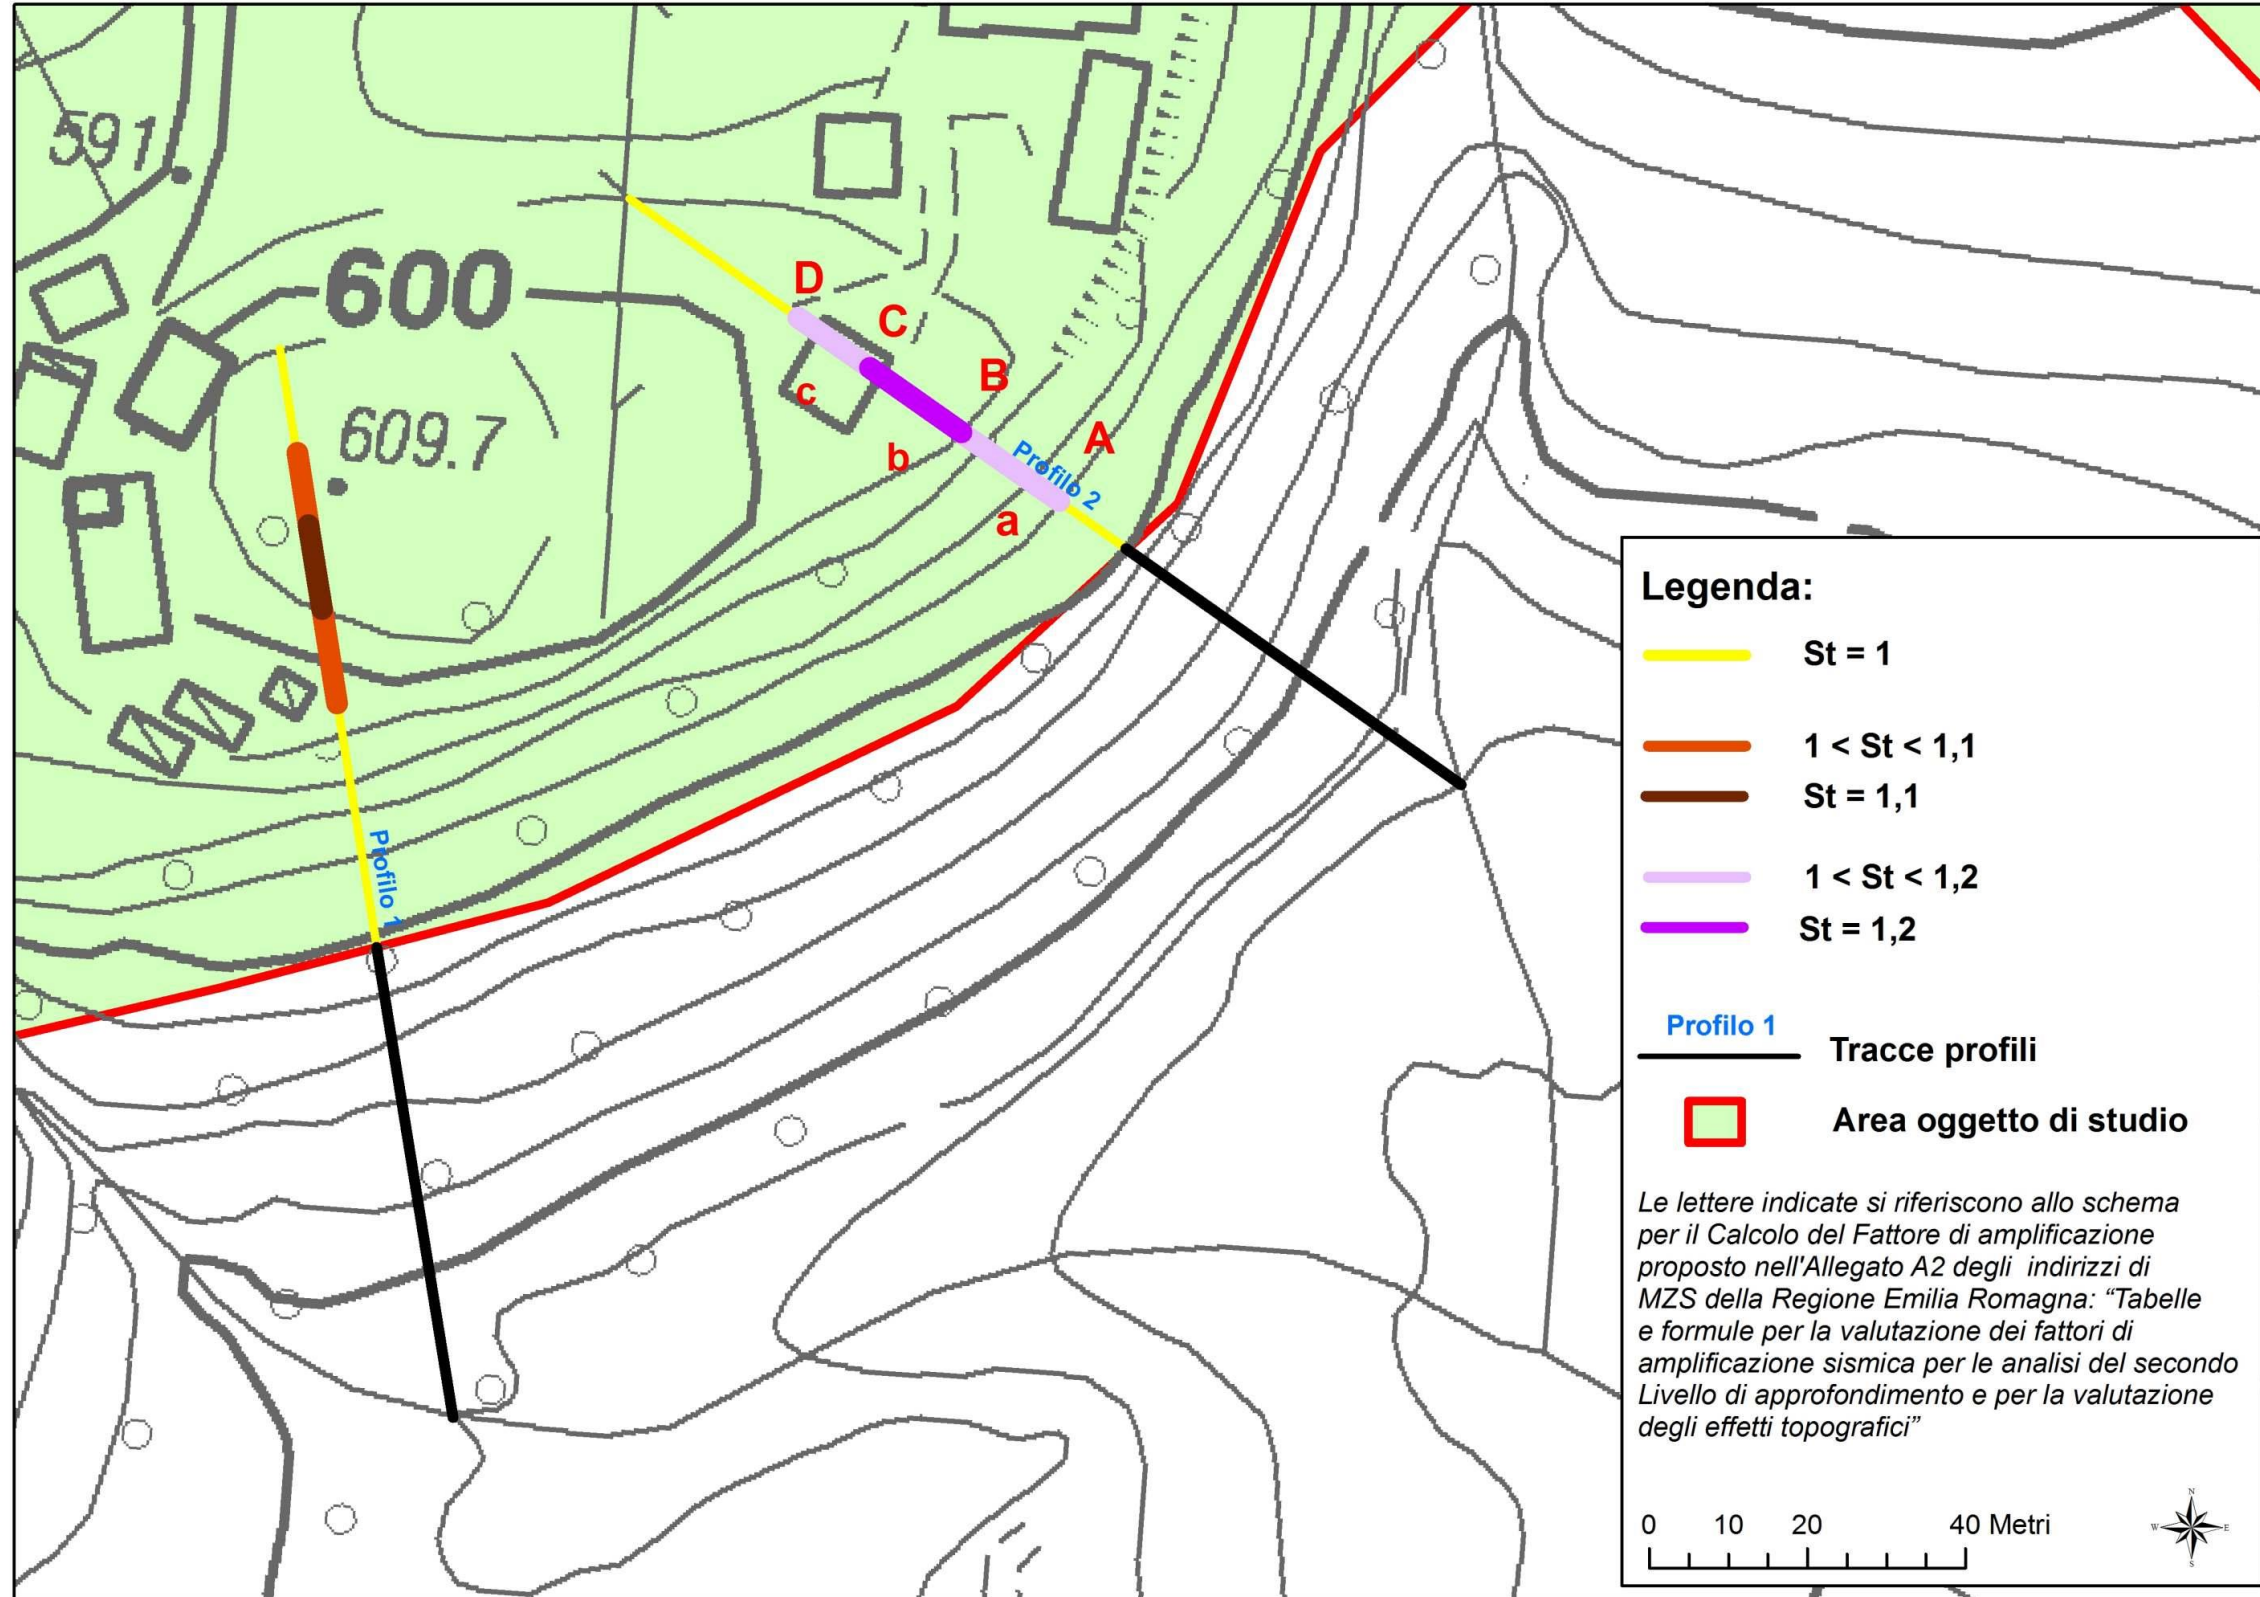 591
600
609.7
D
C
c
B
b
A
a
Profilo 2
Profilo 1
Legenda:
St = 1
1 < St < 1,1
St = 1,1
1 < St < 1,2
St = 1,2
Profilo 1
Tracce profili
Area oggetto di studio
Le lettere indicate si riferiscono allo schema
per il Calcolo del Fattore di amplificazione
proposto nell'Allegato A2 degli indirizzi di
MZS della Regione Emilia Romagna: “Tabelle
e formule per la valutazione dei fattori di
amplificazione sismica per le analisi del secondo
Livello di approfondimento e per la valutazione
degli effetti topografici”
0 10 20 40 Metri
N
W E
S